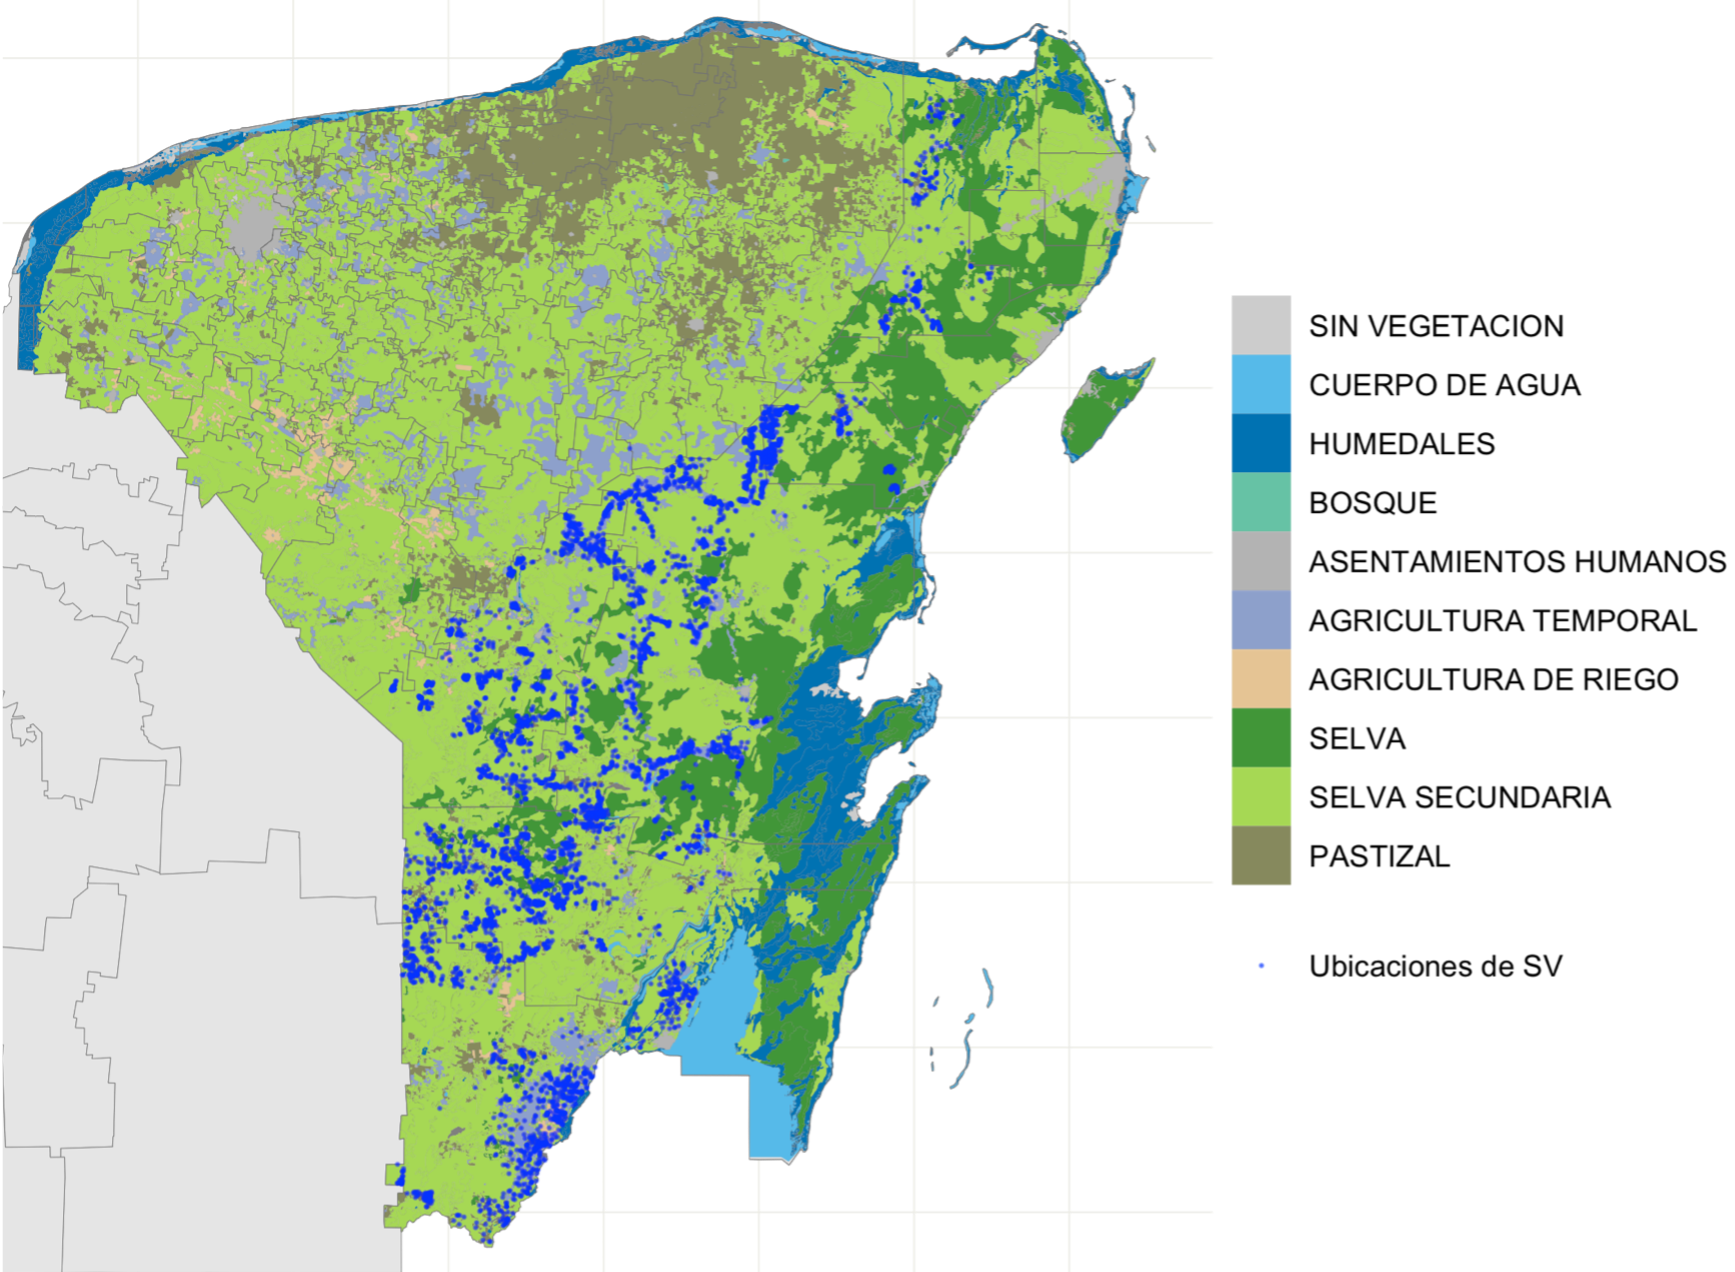 SIN VEGETACION
CUERPO DE AGUA
HUMEDALES
BOSQUE
ASENTAMIENTOS HUMANOS
AGRICULTURA TEMPORAL
AGRICULTURA DE RIEGO
SELVA
SELVA SECUNDARIA
PASTIZAL
Ubicaciones de SV